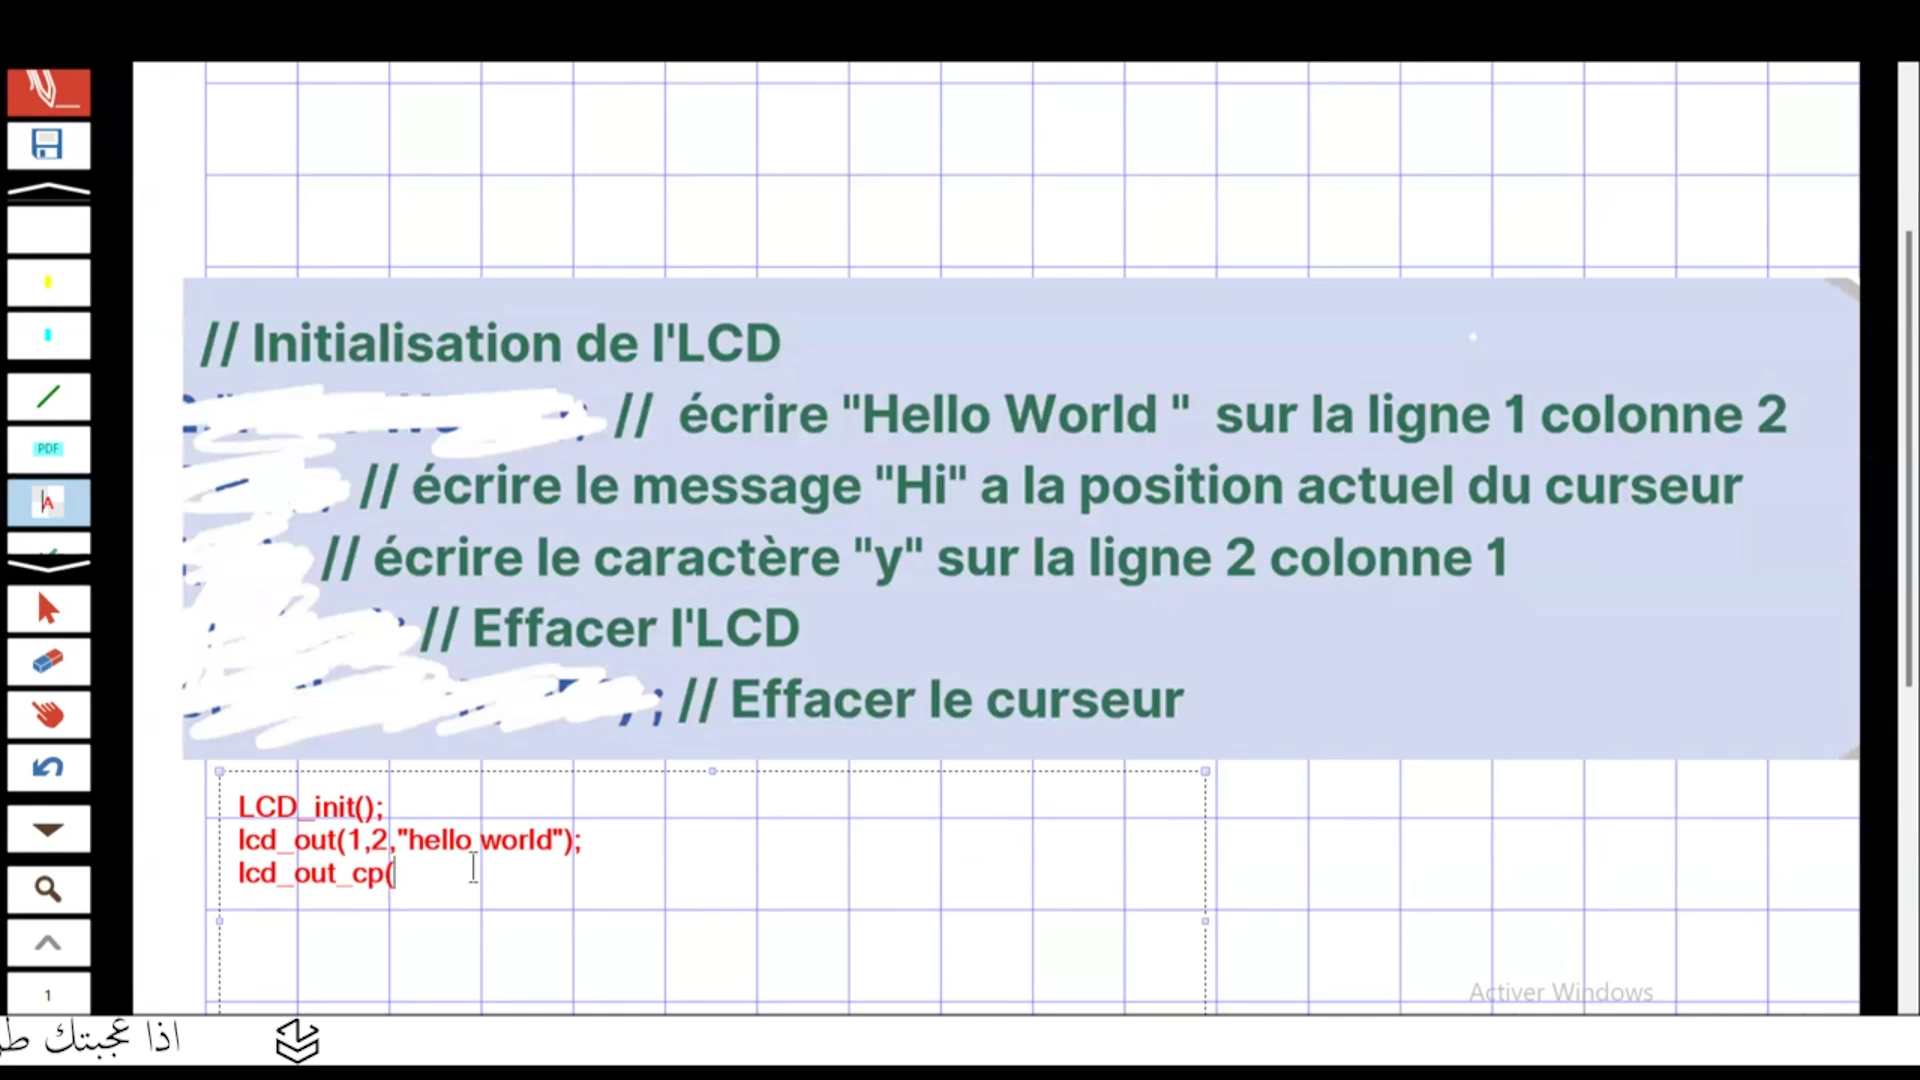 // Initialisation de l'LCD
// écrire "Hello World " sur la ligne 1 colonne 2
// écrire le message "Hi" a la position actuel du curseur
// écrire le caractère "y" sur la ligne 2 colonne 1
// Effacer l'LCD
; // Effacer le curseur
PDF
A
LCD_init();
lcd_out(1,2,"hello world");
lcd_out_cp(
Activer Windows
1
اذا عجبتك